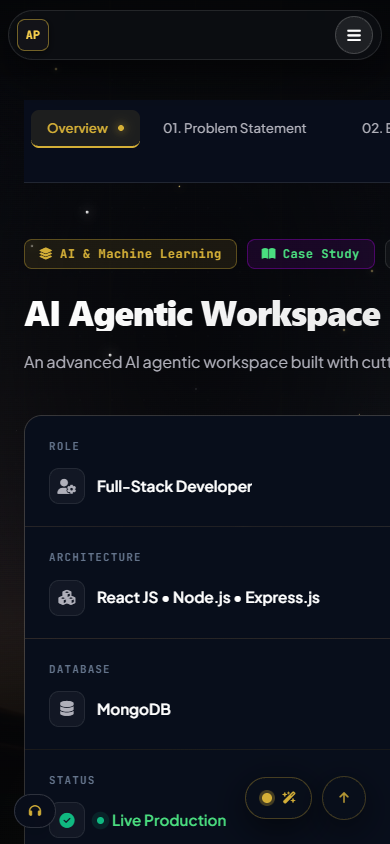 AP
Overview 01. Problem Statement 02.
AI & Machine Learning Case Study
AI Agentic Workspace
An advanced AI agentic workspace built with
ROLE
Full-Stack Developer
ARCHITECTURE
React JS • Node.js • Express.js
DATABASE
MongoDB
STATUS
Live Production